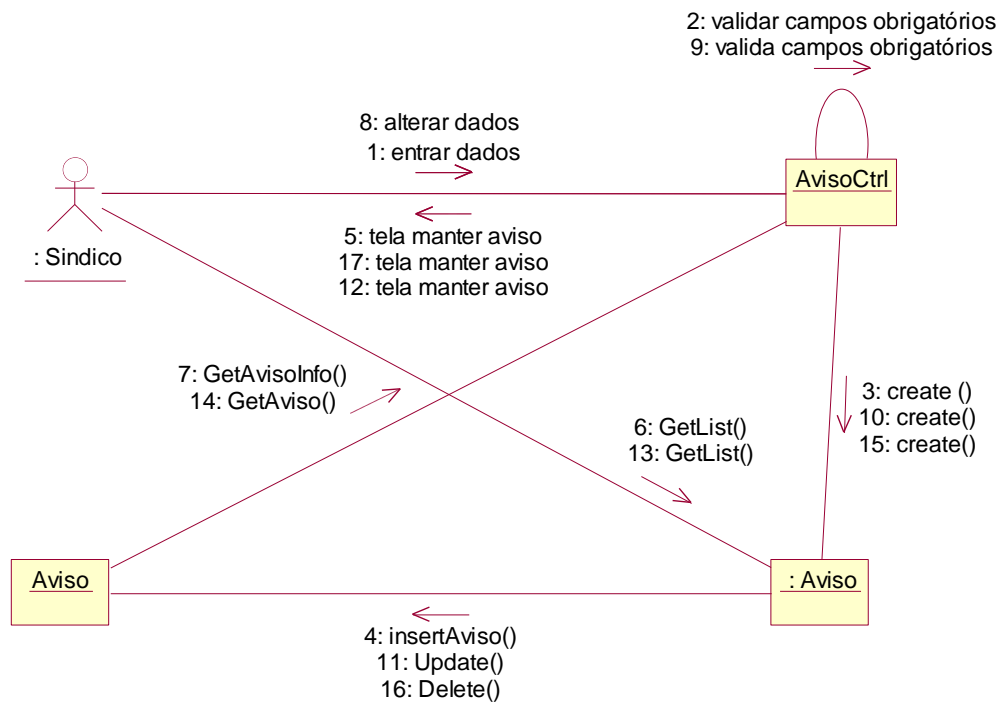 2: validar campos obrigatórios
9: valida campos obrigatórios
8: alterar dados
1: entrar dados
AvisoCtrl
: Sindico
5: tela manter aviso
17: tela manter aviso
12: tela manter aviso
7: GetAvisoInfo()
14: GetAviso()
3: create ()
10: create()
15: create()
6: GetList()
13: GetList()
Aviso
: Aviso
4: insertAviso()
11: Update()
16: Delete()